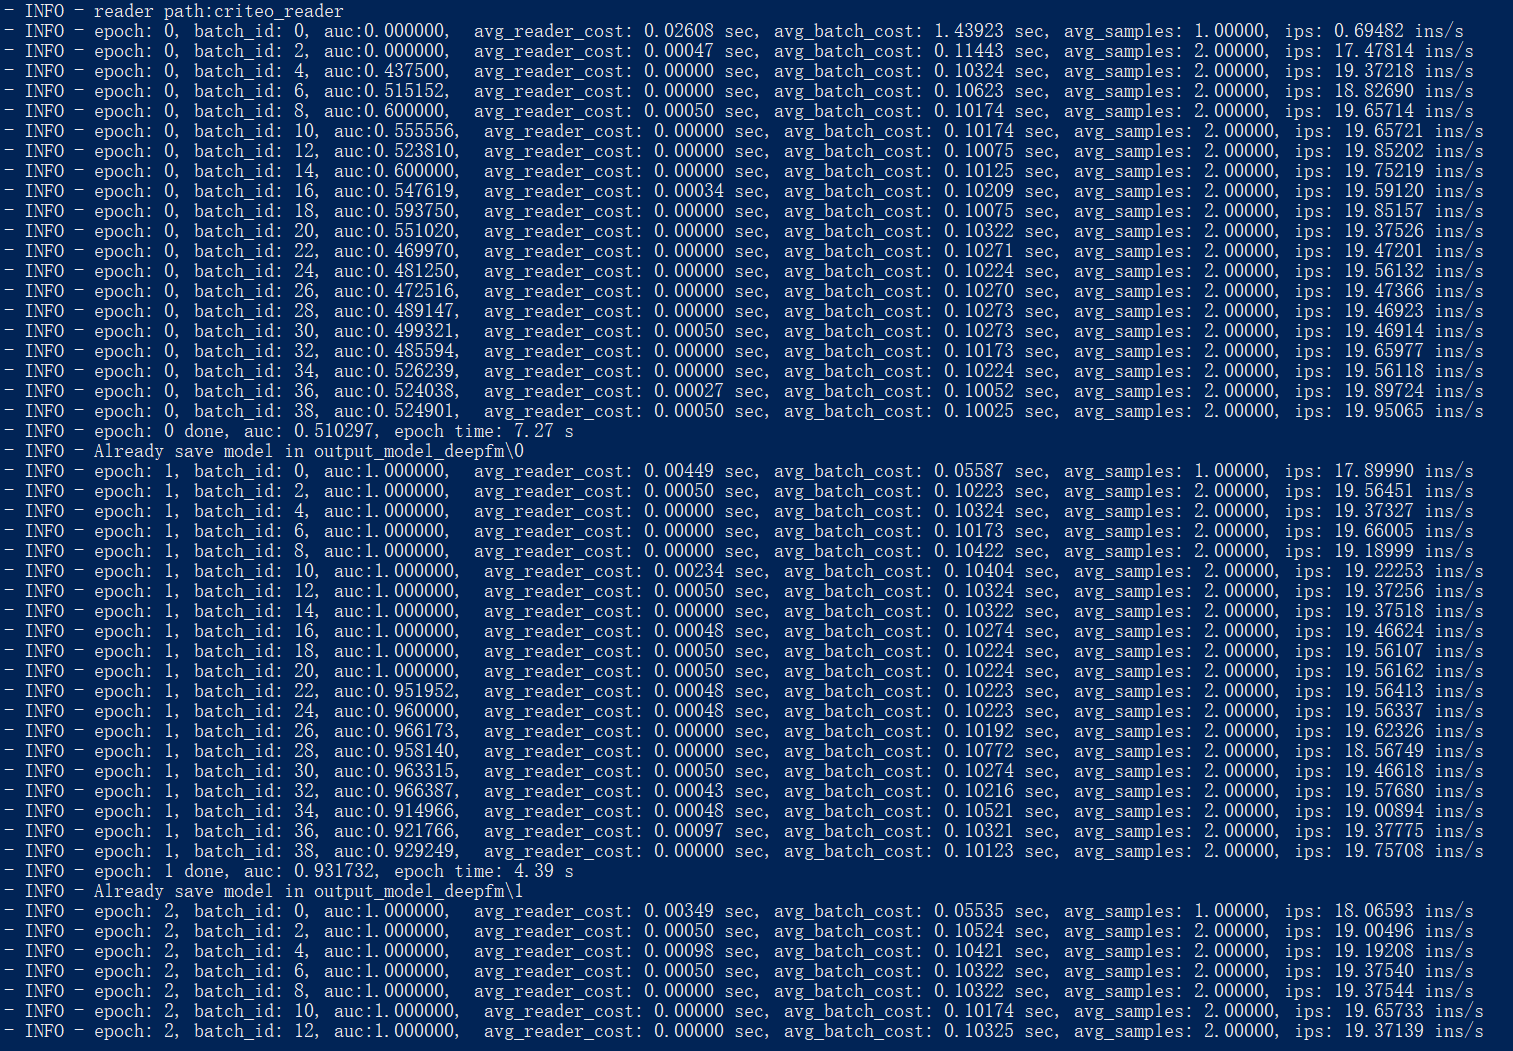 - INFO - reader path:criteo_reader
- INFO - epoch: 0, batch_id: 0, auc:0.000000,  avg_reader_cost: 0.02608 sec, avg_batch_cost: 1.43923 sec, avg_samples: 1.00000, ips: 0.69482 ins/s
- INFO - epoch: 0, batch_id: 2, auc:0.000000,  avg_reader_cost: 0.00047 sec, avg_batch_cost: 0.11443 sec, avg_samples: 2.00000, ips: 17.47814 ins/s
- INFO - epoch: 0, batch_id: 4, auc:0.437500,  avg_reader_cost: 0.00000 sec, avg_batch_cost: 0.10324 sec, avg_samples: 2.00000, ips: 19.37218 ins/s
- INFO - epoch: 0, batch_id: 6, auc:0.515152,  avg_reader_cost: 0.00000 sec, avg_batch_cost: 0.10623 sec, avg_samples: 2.00000, ips: 18.82690 ins/s
- INFO - epoch: 0, batch_id: 8, auc:0.600000,  avg_reader_cost: 0.00050 sec, avg_batch_cost: 0.10174 sec, avg_samples: 2.00000, ips: 19.65714 ins/s
- INFO - epoch: 0, batch_id: 10, auc:0.555556,  avg_reader_cost: 0.00000 sec, avg_batch_cost: 0.10174 sec, avg_samples: 2.00000, ips: 19.65721 ins/s
- INFO - epoch: 0, batch_id: 12, auc:0.523810,  avg_reader_cost: 0.00000 sec, avg_batch_cost: 0.10075 sec, avg_samples: 2.00000, ips: 19.85202 ins/s
- INFO - epoch: 0, batch_id: 14, auc:0.600000,  avg_reader_cost: 0.00000 sec, avg_batch_cost: 0.10125 sec, avg_samples: 2.00000, ips: 19.75219 ins/s
- INFO - epoch: 0, batch_id: 16, auc:0.547619,  avg_reader_cost: 0.00034 sec, avg_batch_cost: 0.10209 sec, avg_samples: 2.00000, ips: 19.59120 ins/s
- INFO - epoch: 0, batch_id: 18, auc:0.593750,  avg_reader_cost: 0.00000 sec, avg_batch_cost: 0.10075 sec, avg_samples: 2.00000, ips: 19.85157 ins/s
- INFO - epoch: 0, batch_id: 20, auc:0.551020,  avg_reader_cost: 0.00000 sec, avg_batch_cost: 0.10322 sec, avg_samples: 2.00000, ips: 19.37526 ins/s
- INFO - epoch: 0, batch_id: 22, auc:0.469970,  avg_reader_cost: 0.00000 sec, avg_batch_cost: 0.10271 sec, avg_samples: 2.00000, ips: 19.47201 ins/s
- INFO - epoch: 0, batch_id: 24, auc:0.481250,  avg_reader_cost: 0.00000 sec, avg_batch_cost: 0.10224 sec, avg_samples: 2.00000, ips: 19.56132 ins/s
- INFO - epoch: 0, batch_id: 26, auc:0.472516,  avg_reader_cost: 0.00000 sec, avg_batch_cost: 0.10270 sec, avg_samples: 2.00000, ips: 19.47366 ins/s
- INFO - epoch: 0, batch_id: 28, auc:0.489147,  avg_reader_cost: 0.00000 sec, avg_batch_cost: 0.10273 sec, avg_samples: 2.00000, ips: 19.46923 ins/s
- INFO - epoch: 0, batch_id: 30, auc:0.499321,  avg_reader_cost: 0.00050 sec, avg_batch_cost: 0.10273 sec, avg_samples: 2.00000, ips: 19.46914 ins/s
- INFO - epoch: 0, batch_id: 32, auc:0.485594,  avg_reader_cost: 0.00000 sec, avg_batch_cost: 0.10173 sec, avg_samples: 2.00000, ips: 19.65977 ins/s
- INFO - epoch: 0, batch_id: 34, auc:0.526239,  avg_reader_cost: 0.00000 sec, avg_batch_cost: 0.10224 sec, avg_samples: 2.00000, ips: 19.56118 ins/s
- INFO - epoch: 0, batch_id: 36, auc:0.524038,  avg_reader_cost: 0.00027 sec, avg_batch_cost: 0.10052 sec, avg_samples: 2.00000, ips: 19.89724 ins/s
- INFO - epoch: 0, batch_id: 38, auc:0.524901,  avg_reader_cost: 0.00050 sec, avg_batch_cost: 0.10025 sec, avg_samples: 2.00000, ips: 19.95065 ins/s
- INFO - epoch: 0 done, auc: 0.510297, epoch time: 7.27 s
- INFO - Already save model in output_model_deepfm\0
- INFO - epoch: 1, batch_id: 0, auc:1.000000,  avg_reader_cost: 0.00449 sec, avg_batch_cost: 0.05587 sec, avg_samples: 1.00000, ips: 17.89990 ins/s
- INFO - epoch: 1, batch_id: 2, auc:1.000000,  avg_reader_cost: 0.00050 sec, avg_batch_cost: 0.10223 sec, avg_samples: 2.00000, ips: 19.56451 ins/s
- INFO - epoch: 1, batch_id: 4, auc:1.000000,  avg_reader_cost: 0.00000 sec, avg_batch_cost: 0.10324 sec, avg_samples: 2.00000, ips: 19.37327 ins/s
- INFO - epoch: 1, batch_id: 6, auc:1.000000,  avg_reader_cost: 0.00000 sec, avg_batch_cost: 0.10173 sec, avg_samples: 2.00000, ips: 19.66005 ins/s
- INFO - epoch: 1, batch_id: 8, auc:1.000000,  avg_reader_cost: 0.00000 sec, avg_batch_cost: 0.10422 sec, avg_samples: 2.00000, ips: 19.18999 ins/s
- INFO - epoch: 1, batch_id: 10, auc:1.000000,  avg_reader_cost: 0.00234 sec, avg_batch_cost: 0.10404 sec, avg_samples: 2.00000, ips: 19.22253 ins/s
- INFO - epoch: 1, batch_id: 12, auc:1.000000,  avg_reader_cost: 0.00050 sec, avg_batch_cost: 0.10324 sec, avg_samples: 2.00000, ips: 19.37256 ins/s
- INFO - epoch: 1, batch_id: 14, auc:1.000000,  avg_reader_cost: 0.00000 sec, avg_batch_cost: 0.10322 sec, avg_samples: 2.00000, ips: 19.37518 ins/s
- INFO - epoch: 1, batch_id: 16, auc:1.000000,  avg_reader_cost: 0.00048 sec, avg_batch_cost: 0.10274 sec, avg_samples: 2.00000, ips: 19.46624 ins/s
- INFO - epoch: 1, batch_id: 18, auc:1.000000,  avg_reader_cost: 0.00050 sec, avg_batch_cost: 0.10224 sec, avg_samples: 2.00000, ips: 19.56107 ins/s
- INFO - epoch: 1, batch_id: 20, auc:1.000000,  avg_reader_cost: 0.00050 sec, avg_batch_cost: 0.10224 sec, avg_samples: 2.00000, ips: 19.56162 ins/s
- INFO - epoch: 1, batch_id: 22, auc:0.951952,  avg_reader_cost: 0.00048 sec, avg_batch_cost: 0.10223 sec, avg_samples: 2.00000, ips: 19.56413 ins/s
- INFO - epoch: 1, batch_id: 24, auc:0.960000,  avg_reader_cost: 0.00048 sec, avg_batch_cost: 0.10223 sec, avg_samples: 2.00000, ips: 19.56337 ins/s
- INFO - epoch: 1, batch_id: 26, auc:0.966173,  avg_reader_cost: 0.00000 sec, avg_batch_cost: 0.10192 sec, avg_samples: 2.00000, ips: 19.62326 ins/s
- INFO - epoch: 1, batch_id: 28, auc:0.958140,  avg_reader_cost: 0.00000 sec, avg_batch_cost: 0.10772 sec, avg_samples: 2.00000, ips: 18.56749 ins/s
- INFO - epoch: 1, batch_id: 30, auc:0.963315,  avg_reader_cost: 0.00050 sec, avg_batch_cost: 0.10274 sec, avg_samples: 2.00000, ips: 19.46618 ins/s
- INFO - epoch: 1, batch_id: 32, auc:0.966387,  avg_reader_cost: 0.00043 sec, avg_batch_cost: 0.10216 sec, avg_samples: 2.00000, ips: 19.57680 ins/s
- INFO - epoch: 1, batch_id: 34, auc:0.914966,  avg_reader_cost: 0.00048 sec, avg_batch_cost: 0.10521 sec, avg_samples: 2.00000, ips: 19.00894 ins/s
- INFO - epoch: 1, batch_id: 36, auc:0.921766,  avg_reader_cost: 0.00097 sec, avg_batch_cost: 0.10321 sec, avg_samples: 2.00000, ips: 19.37775 ins/s
- INFO - epoch: 1, batch_id: 38, auc:0.929249,  avg_reader_cost: 0.00000 sec, avg_batch_cost: 0.10123 sec, avg_samples: 2.00000, ips: 19.75708 ins/s
- INFO - epoch: 1 done, auc: 0.931732, epoch time: 4.39 s
- INFO - Already save model in output_model_deepfm\1
- INFO - epoch: 2, batch_id: 0, auc:1.000000,  avg_reader_cost: 0.00349 sec, avg_batch_cost: 0.05535 sec, avg_samples: 1.00000, ips: 18.06593 ins/s
- INFO - epoch: 2, batch_id: 2, auc:1.000000,  avg_reader_cost: 0.00050 sec, avg_batch_cost: 0.10524 sec, avg_samples: 2.00000, ips: 19.00496 ins/s
- INFO - epoch: 2, batch_id: 4, auc:1.000000,  avg_reader_cost: 0.00098 sec, avg_batch_cost: 0.10421 sec, avg_samples: 2.00000, ips: 19.19208 ins/s
- INFO - epoch: 2, batch_id: 6, auc:1.000000,  avg_reader_cost: 0.00050 sec, avg_batch_cost: 0.10322 sec, avg_samples: 2.00000, ips: 19.37540 ins/s
- INFO - epoch: 2, batch_id: 8, auc:1.000000,  avg_reader_cost: 0.00000 sec, avg_batch_cost: 0.10322 sec, avg_samples: 2.00000, ips: 19.37544 ins/s
- INFO - epoch: 2, batch_id: 10, auc:1.000000,  avg_reader_cost: 0.00000 sec, avg_batch_cost: 0.10174 sec, avg_samples: 2.00000, ips: 19.65733 ins/s
- INFO - epoch: 2, batch_id: 12, auc:1.000000,  avg_reader_cost: 0.00000 sec, avg_batch_cost: 0.10325 sec, avg_samples: 2.00000, ips: 19.37139 ins/s